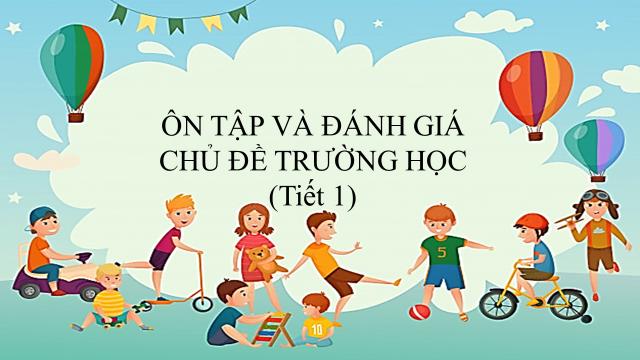 ÔN TẬP VÀ ĐÁNH GIÁ
CHỦ ĐỀ TRƯỜNG HỌC
(Tiết 1)
5
10